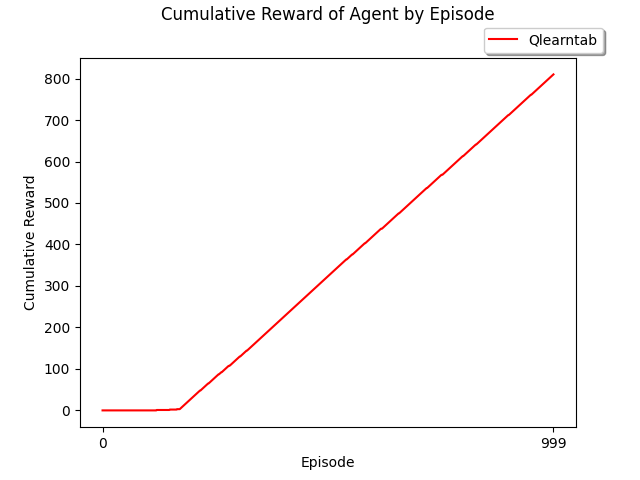 Cumulative Reward of Agent by Episode
Qlearntab
800
700
600
500
400
300
200
100
0
Cumulative Reward
0
999
Episode